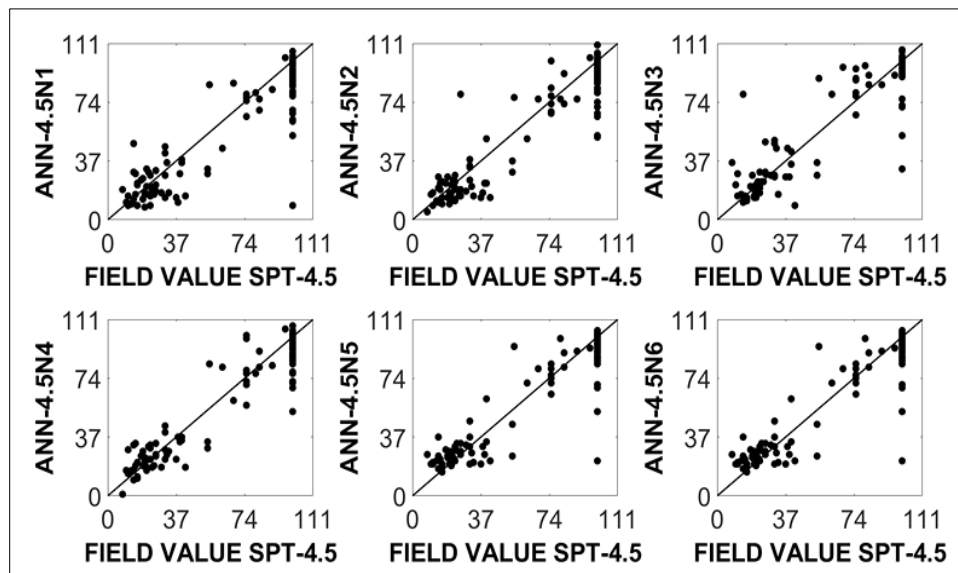 111 111 111
74 74 74
37 37 37
0 0 0
ANN-4.5N1 ANN-4.5N2 ANN-4.5N3
0 37 74 111 0 37 74 111 0 37 74 111
FIELD VALUE SPT-4.5 FIELD VALUE SPT-4.5 FIELD VALUE SPT-4.5
111 111 111
74 74 74
37 37 37
0 0 0
ANN-4.5N4 ANN-4.5N5 ANN-4.5N6
0 37 74 111 0 37 74 111 0 37 74 111
FIELD VALUE SPT-4.5 FIELD VALUE SPT-4.5 FIELD VALUE SPT-4.5